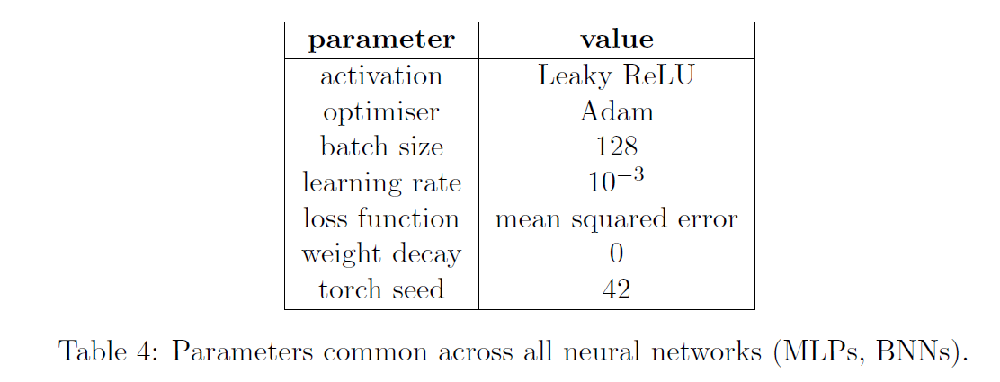 parameter value
activation Leaky ReLU
optimiser Adam
batch size 128
learning rate 10⁻³
loss function mean squared error
weight decay 0
torch seed 42
Table 4: Parameters common across all neural networks (MLPs, BNNs).